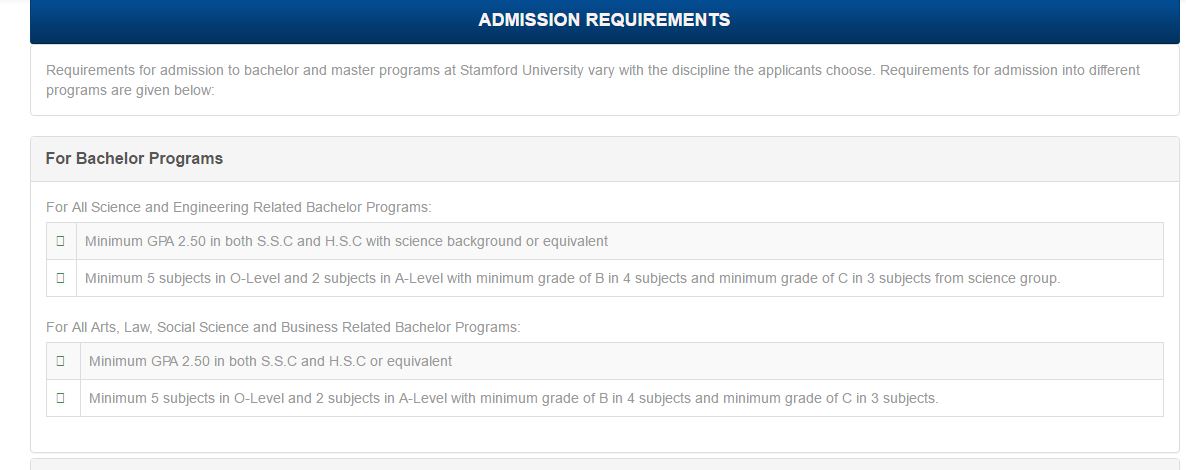 ADMISSION REQUIREMENTS
Requirements for admission to bachelor and master programs at Stamford University vary with the discipline the applicants choose. Requirements for admission into different
programs are given below:
For Bachelor Programs
For All Science and Engineering Related Bachelor Programs:
Minimum GPA 2.50 in both S.S.C and H.S.C with science background or equivalent
Minimum 5 subjects in O-Level and 2 subjects in A-Level with minimum grade of B in 4 subjects and minimum grade of C in 3 subjects from science group.
For All Arts, Law, Social Science and Business Related Bachelor Programs:
Minimum GPA 2.50 in both S.S.C and H.S.C or equivalent
Minimum 5 subjects in O-Level and 2 subjects in A-Level with minimum grade of B in 4 subjects and minimum grade of C in 3 subjects.